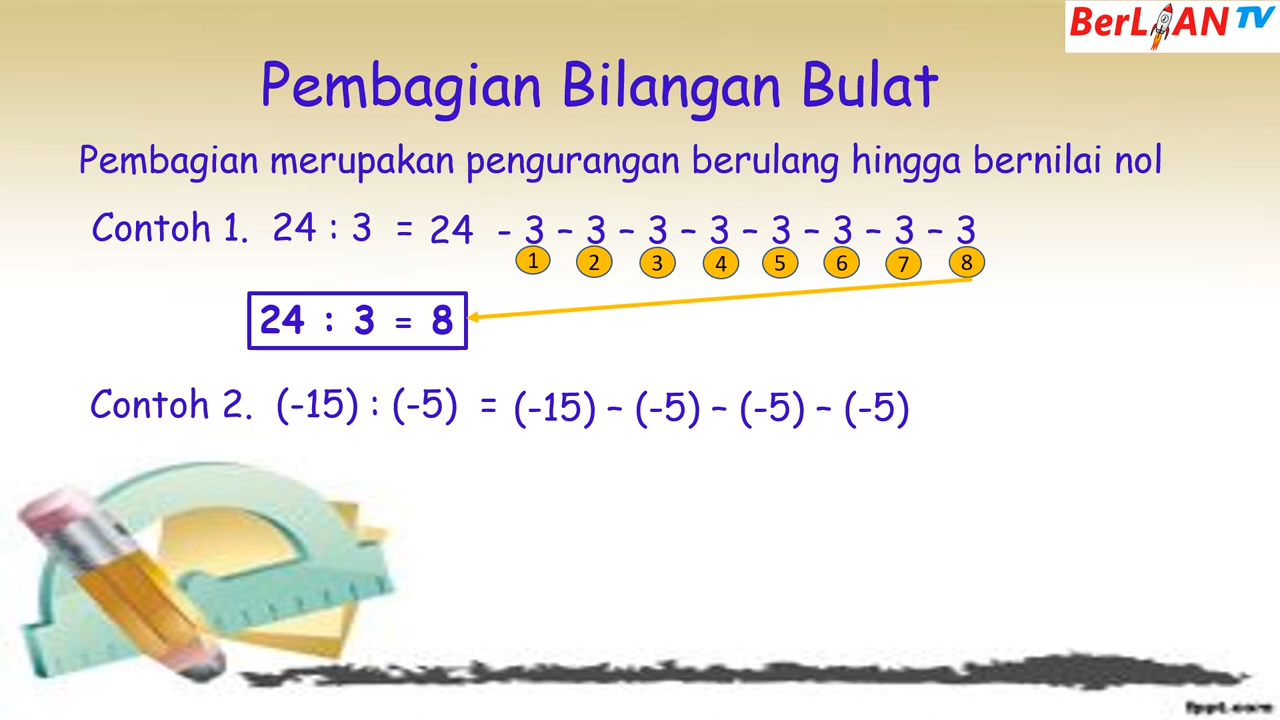 BerLIAN TV
Pembagian Bilangan Bulat
Pembagian merupakan pengurangan berulang hingga bernilai nol
Contoh 1. 24 : 3 = 24 - 3 – 3 – 3 – 3 – 3 – 3 – 3 – 3
1 2 3 4 5 6 7 8
24 : 3 = 8
Contoh 2. (-15) : (-5) = (-15) – (-5) – (-5) – (-5)
fppt.com